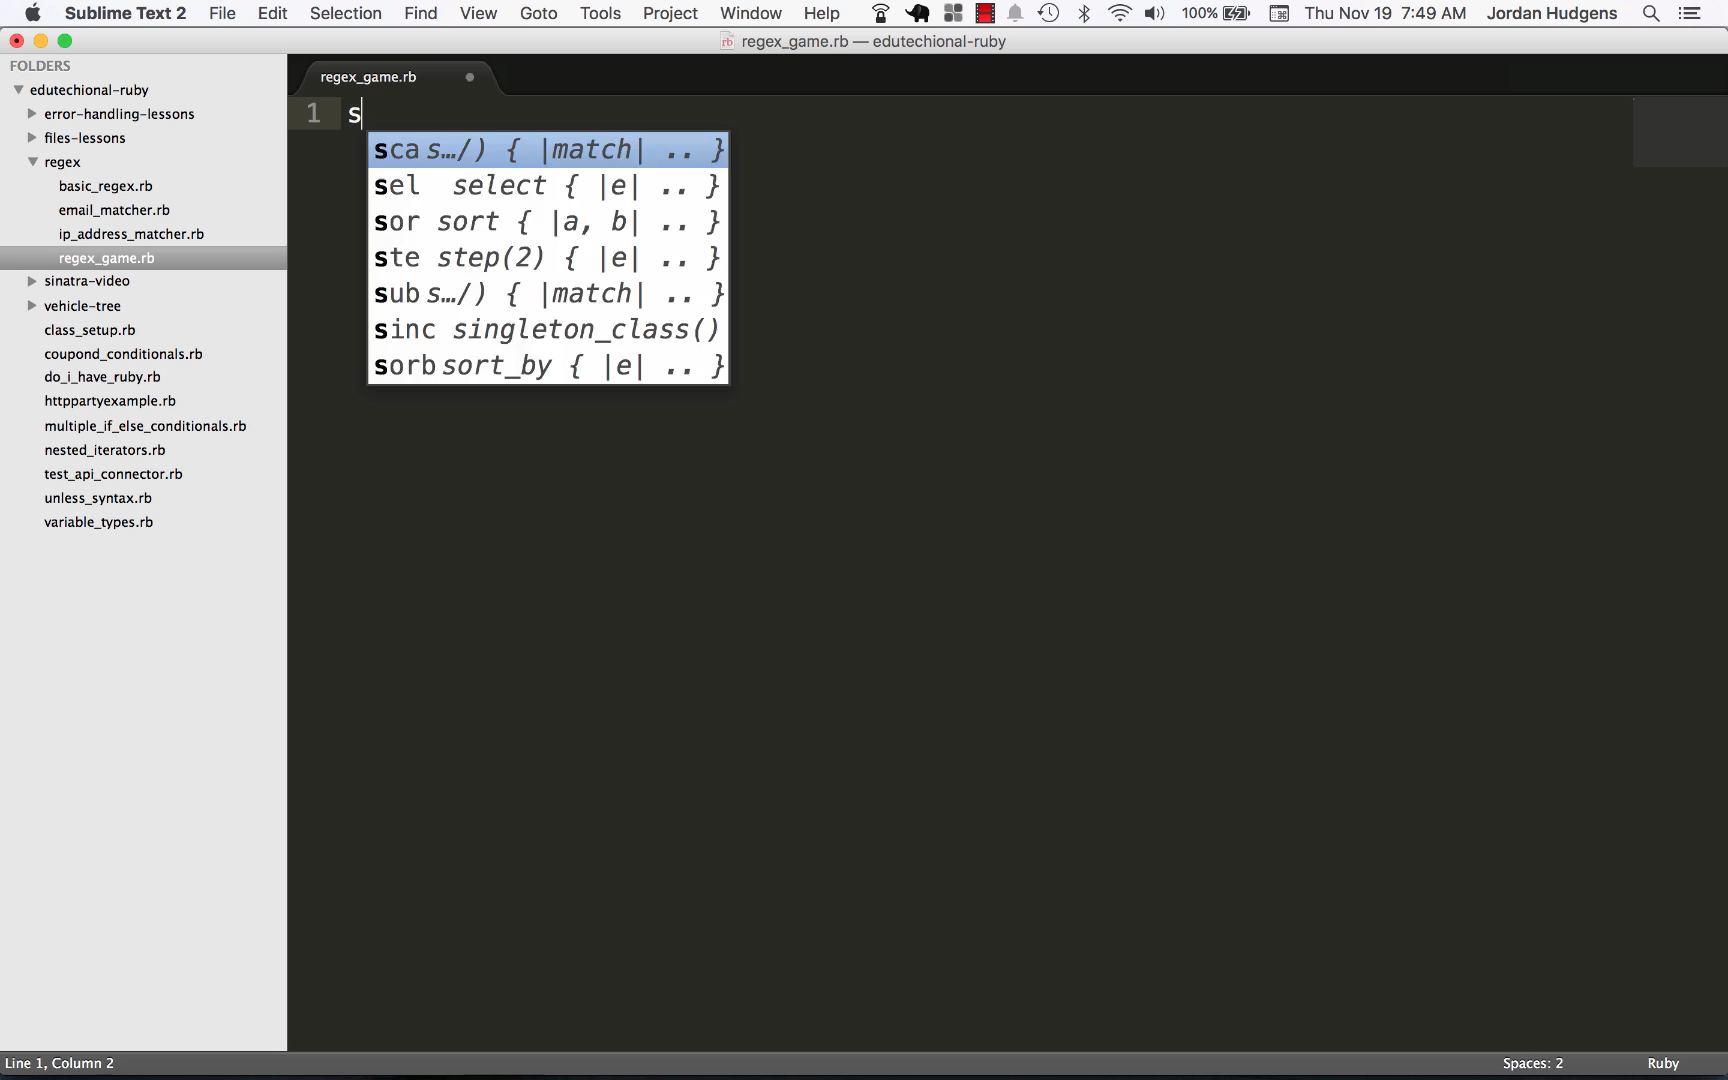 Sublime Text 2 File Edit Selection Find View Goto Tools Project Window Help 100% Thu Nov 19 7:49 AM Jordan Hudgens
regex_game.rb — edutechional-ruby
FOLDERS
edutechional-ruby
error-handling-lessons
files-lessons
regex
basic_regex.rb
email_matcher.rb
ip_address_matcher.rb
regex_game.rb
sinatra-video
vehicle-tree
class_setup.rb
coupond_conditionals.rb
do_i_have_ruby.rb
httppartyexample.rb
multiple_if_else_conditionals.rb
nested_iterators.rb
test_api_connector.rb
unless_syntax.rb
variable_types.rb
regex_game.rb
1 s
sca s…/) { |match| .. }
sel select { |e| .. }
sor sort { |a, b| .. }
ste step(2) { |e| .. }
sub s…/) { |match| .. }
sinc singleton_class()
sorb sort_by { |e| .. }
Line 1, Column 2 Spaces: 2 Ruby